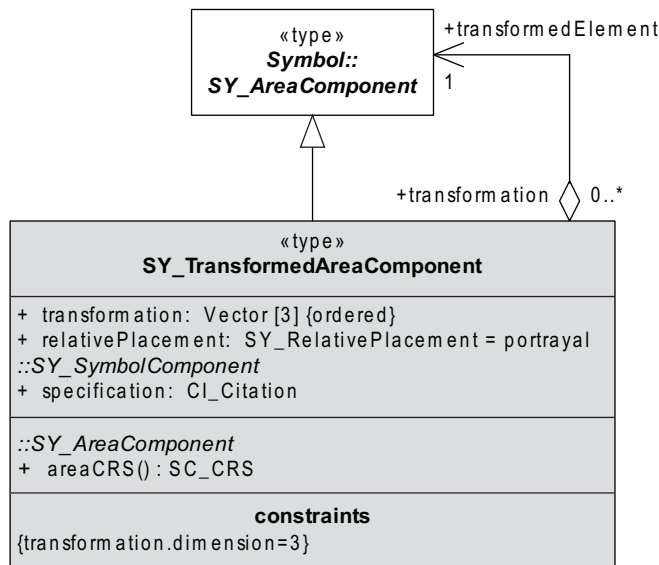 «type»
Symbol::
SY_AreaComponent
+transformedElement
1
+transformation
0..*
«type»
SY_TransformedAreaComponent
+ transformation: Vector [3] {ordered}
+ relativePlacement: SY_RelativePlacement = portrayal
::SY_SymbolComponent
+ specification: CI_Citation
::SY_AreaComponent
+ areaCRS() : SC_CRS
constraints
{transformation.dimension=3}